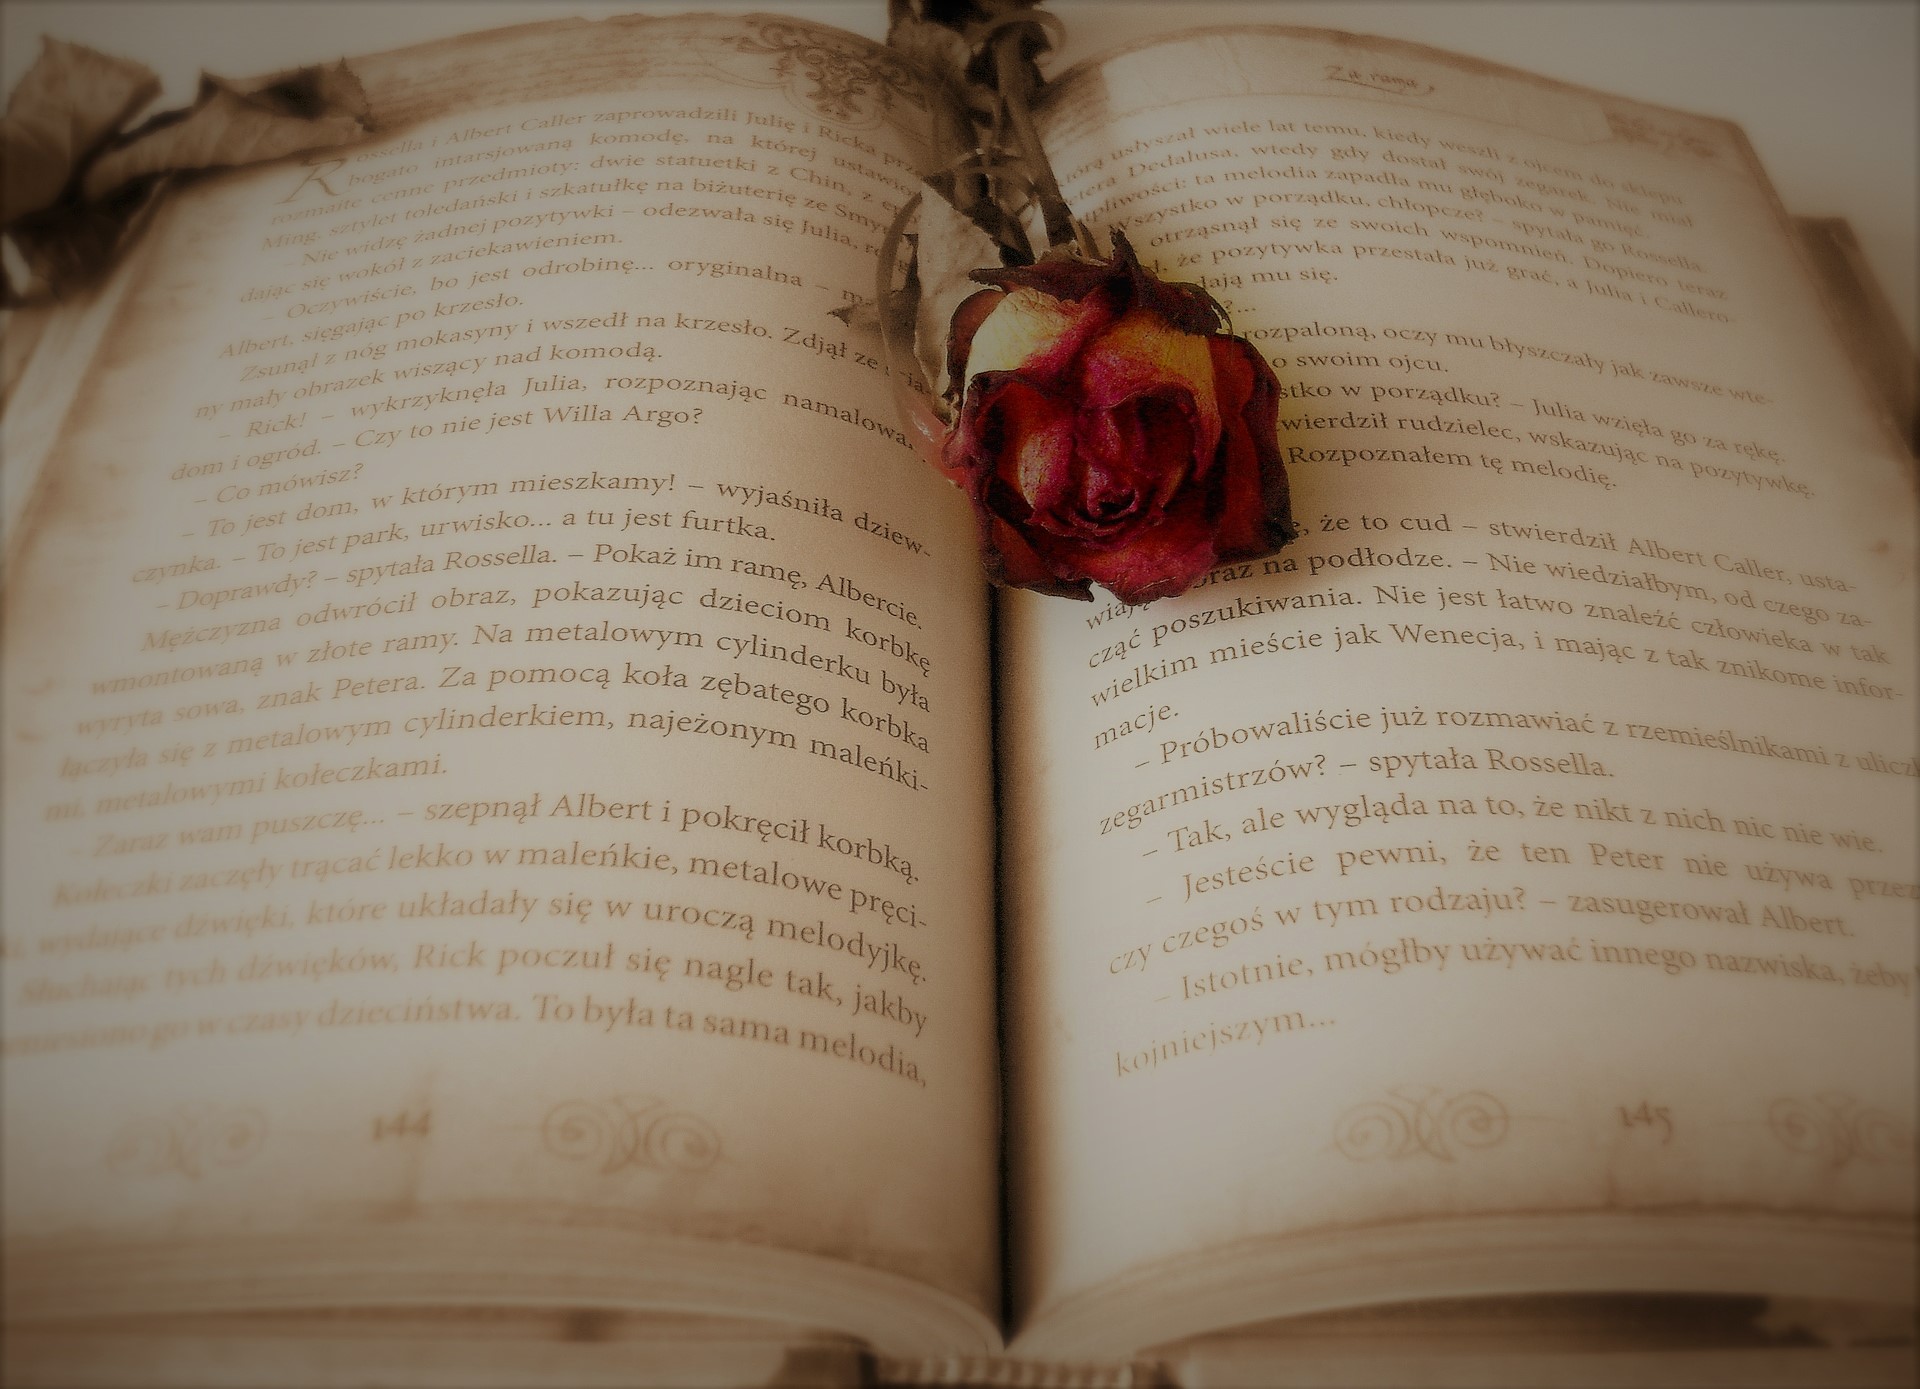 Rossella i Albert Caller zaprowadzili Julię i Ricka
bogato intarsjowaną komodę, na której
rozmaite cenne przedmioty: dwie statuetki z Chin, z
Ming, sztylet toledański i szkatułkę na biżuterię ze
– Nie widzę żadnej pozytywki – odezwała się Julia,
dając się wokół z zaciekawieniem.
– Oczywiście, bo jest odrobinę... oryginalna –
Albert, sięgając po krzesło.
Zsunął z nóg mokasyny i wszedł na krzesło. Zdjął ze
ny mały obrazek wiszący nad komodą.
– Rick! – wykrzyknęła Julia, rozpoznając
dom i ogród. – Czy to nie jest Willa Argo?
– Co mówisz?
– To jest dom, w którym mieszkamy! – wyjaśniła dziew-
czynka. – To jest park, urwisko... a tu jest furtka.
– Doprawdy? – spytała Rossella. – Pokaż im ramę, Albercie.
Mężczyzna odwrócił obraz, pokazując dzieciom korbkę
wmontowaną w złote ramy. Na metalowym cylinderku była
wyryta sowa, znak Petera. Za pomocą koła zębatego korbka
łączyła się z metalowym cylinderkiem, najeżonym maleńki-
mi, metalowymi kołeczkami.
– Zaraz wam puszczę... – szepnął Albert i pokręcił korbką.
Kołeczki zaczęły trącać lekko w maleńkie, metalowe pręci-
ki, wydające dźwięki, które układały się w uroczą melodyjkę.
Słuchając tych dźwięków, Rick poczuł się nagle tak, jakby
go w czasy dzieciństwa. To była ta sama melodia,
144
Za ramą
którą usłyszał wiele lat temu, kiedy weszli z ojcem do sklepu
Dedalusa, wtedy gdy dostał swój zegarek. Nie miał
ta melodia zapadła mu głęboko w pamięć.
Wszystko w porządku, chłopcze? – spytała go Rossella.
otrząsnął się ze swoich wspomnień. Dopiero teraz
że pozytywka przestała już grać, a Julia i Callero
mu się.
rozpaloną, oczy mu błyszczały jak zawsze wte-
o swoim ojcu.
w porządku? – Julia wzięła go za rękę.
rudzielec, wskazując na pozytywkę.
Rozpoznałem tę melodię.
że to cud – stwierdził Albert Caller, usta-
na podłodze. – Nie wiedziałbym, od czego za-
cząć poszukiwania. Nie jest łatwo znaleźć człowieka w tak
wielkim mieście jak Wenecja, i mając z tak znikome infor-
macje.
– Próbowaliście już rozmawiać z rzemieślnikami z
zegarmistrzów? – spytała Rossella.
– Tak, ale wygląda na to, że nikt z nich nic nie wie.
– Jesteście pewni, że ten Peter nie używa
czy czegoś w tym rodzaju? – zasugerował Albert.
– Istotnie, mógłby używać innego nazwiska, żeby
kojniejszym...
145